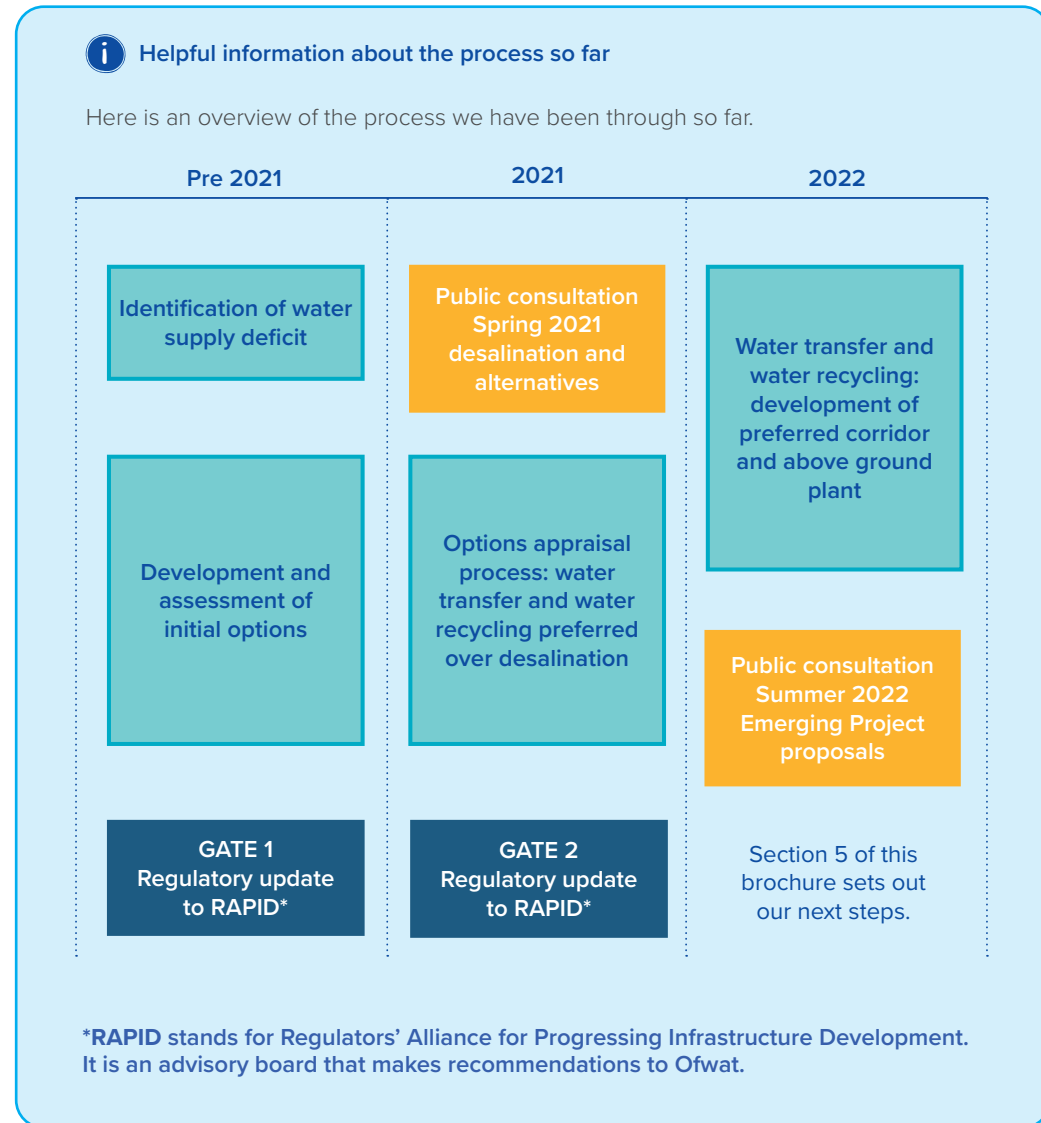 i
Helpful information about the process so far
Here is an overview of the process we have been through so far.
Pre 2021
Identification of water
supply deficit
Development and
assessment of
initial options
GATE 1
Regulatory update
to RAPID*
2021
Public consultation
Spring 2021
desalination and
alternatives
Options appraisal
process: water
transfer and water
recycling preferred
over desalination
GATE 2
Regulatory update
to RAPID*
2022
Water transfer and
water recycling:
development of
preferred corridor
and above ground
plant
Public consultation
Summer 2022
Emerging Project
proposals
Section 5 of this
brochure sets out
our next steps.
*RAPID stands for Regulators’ Alliance for Progressing Infrastructure Development.
It is an advisory board that makes recommendations to Ofwat.